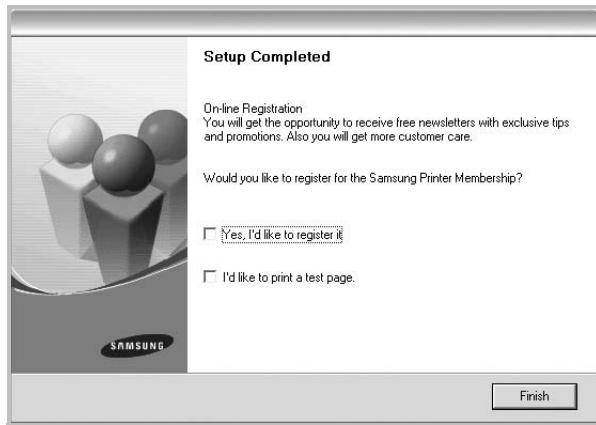 Setup Completed
On-line Registration
You will get the opportunity to receive free newsletters with exclusive tips
and promotions. Also you will get more customer care.
Would you like to register for the Samsung Printer Membership?
Yes, I'd like to register it
I'd like to print a test page.
SAMSUNG
Finish